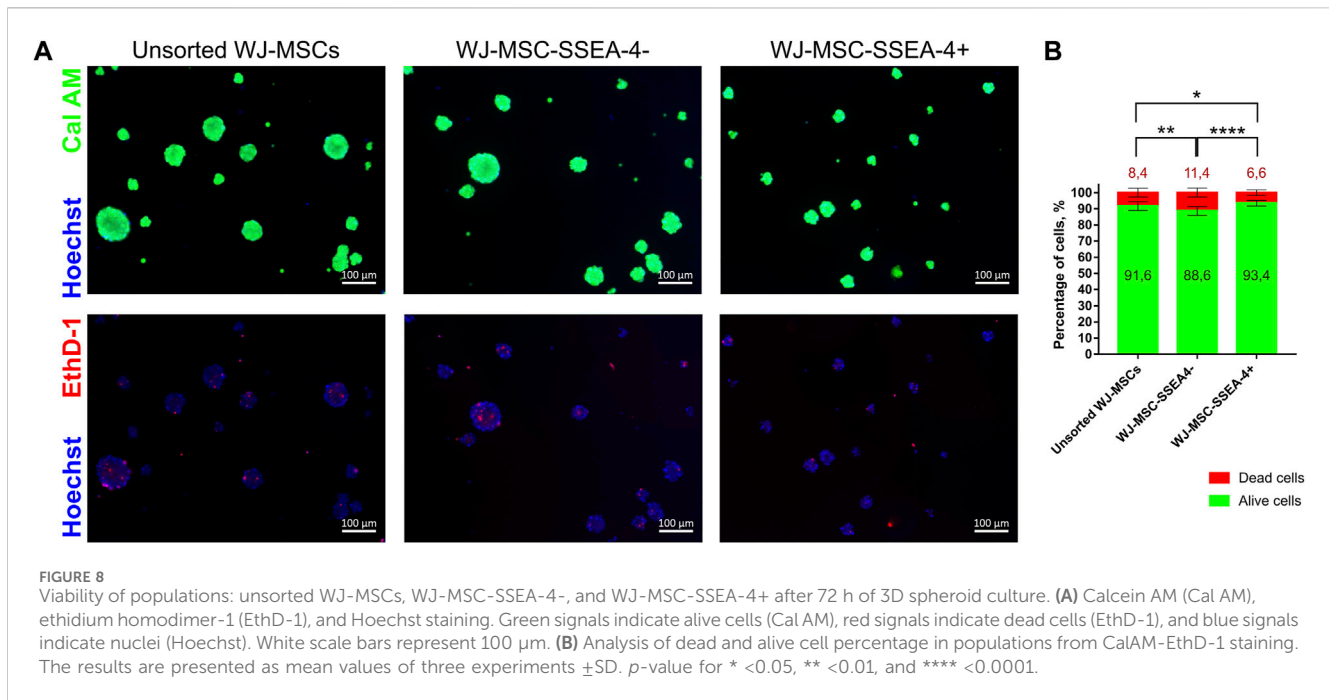 A
Unsorted WJ-MSCs
WJ-MSC-SSEA-4-
WJ-MSC-SSEA-4+
Cal AM
Hoechst
100 µm
100 µm
100 µm
EthD-1
Hoechst
100 µm
100 µm
100 µm
B
*
**
****
8,4
11,4
6,6
Percentage of cells, %
100
90
80
70
60
50
40
30
20
10
0
91,6
88,6
93,4
Unsorted WJ-MSCs
WJ-MSC-SSEA4-
WJ-MSC-SSEA-4+
Dead cells
Alive cells
FIGURE 8
Viability of populations: unsorted WJ-MSCs, WJ-MSC-SSEA-4-, and WJ-MSC-SSEA-4+ after 72 h of 3D spheroid culture. (A) Calcein AM (Cal AM),
ethidium homodimer-1 (EthD-1), and Hoechst staining. Green signals indicate alive cells (Cal AM), red signals indicate dead cells (EthD-1), and blue signals
indicate nuclei (Hoechst). White scale bars represent 100 µm. (B) Analysis of dead and alive cell percentage in populations from CalAM-EthD-1 staining.
The results are presented as mean values of three experiments ±SD. p-value for * <0.05, ** <0.01, and **** <0.0001.